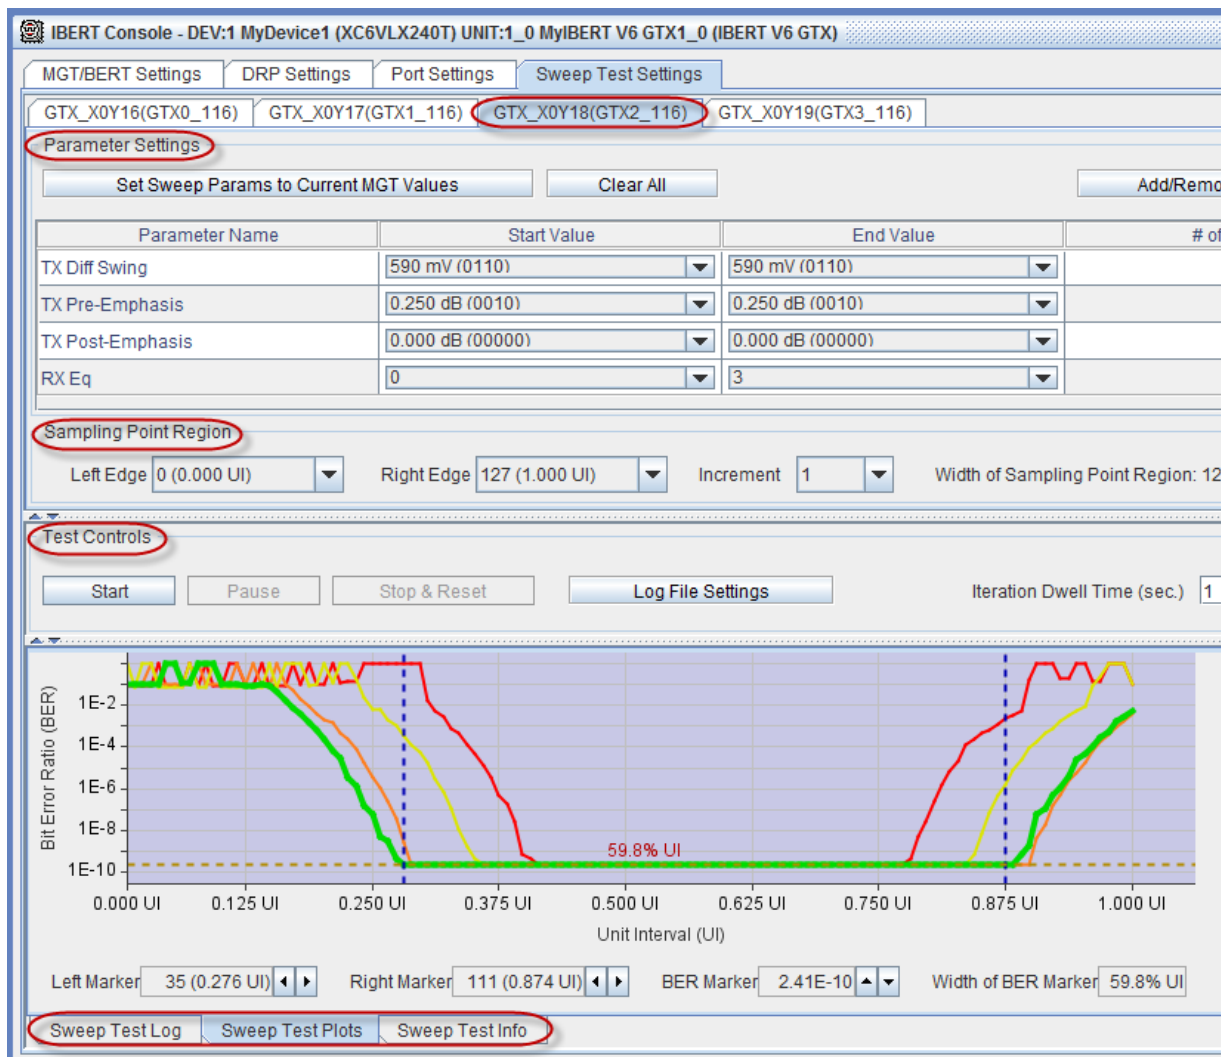 IBERT Console - DEV:1 MyDevice1 (XC6VLX240T) UNIT:1_0 MyIBERT V6 GTX1_0 (IBERT V6 GTX)
MGT/BERT Settings DRP Settings Port Settings Sweep Test Settings
GTX_X0Y16(GTX0_116) GTX_X0Y17(GTX1_116) GTX_X0Y18(GTX2_116) GTX_X0Y19(GTX3_116)
Parameter Settings
Set Sweep Params to Current MGT Values Clear All Add/Remo
Parameter Name Start Value End Value # of
TX Diff Swing 590 mV (0110) 590 mV (0110)
TX Pre-Emphasis 0.250 dB (0010) 0.250 dB (0010)
TX Post-Emphasis 0.000 dB (00000) 0.000 dB (00000)
RX Eq 0 3
Sampling Point Region
Left Edge 0 (0.000 UI) Right Edge 127 (1.000 UI) Increment 1 Width of Sampling Point Region: 12
Test Controls
Start Pause Stop & Reset Log File Settings Iteration Dwell Time (sec.) 1
Bit Error Ratio (BER)
1E-2
1E-4
1E-6
1E-8
59.8% UI
1E-10
0.000 UI 0.125 UI 0.250 UI 0.375 UI 0.500 UI 0.625 UI 0.750 UI 0.875 UI 1.000 UI
Unit Interval (UI)
Left Marker 35 (0.276 UI) Right Marker 111 (0.874 UI) BER Marker 2.41E-10 Width of BER Marker 59.8% UI
Sweep Test Log Sweep Test Plots Sweep Test Info